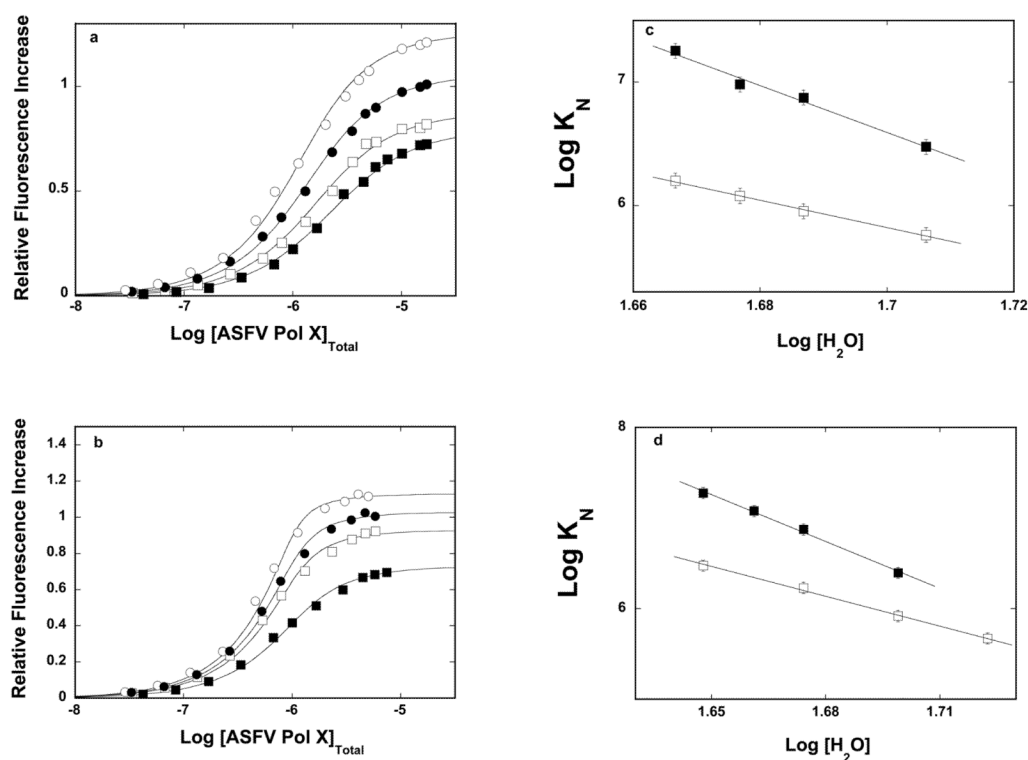 a
Relative Fluorescence Increase
1
0.5
0
-8
-7
-6
-5
Log [ASFV Pol X]Total
c
Log KN
7
6
1.66
1.68
1.7
1.72
Log [H2O]
b
Relative Fluorescence Increase
1.4
1.2
1
0.8
0.6
0.4
0.2
0
-8
-7
-6
-5
Log [ASFV Pol X]Total
d
Log KN
8
6
1.65
1.68
1.71
Log [H2O]